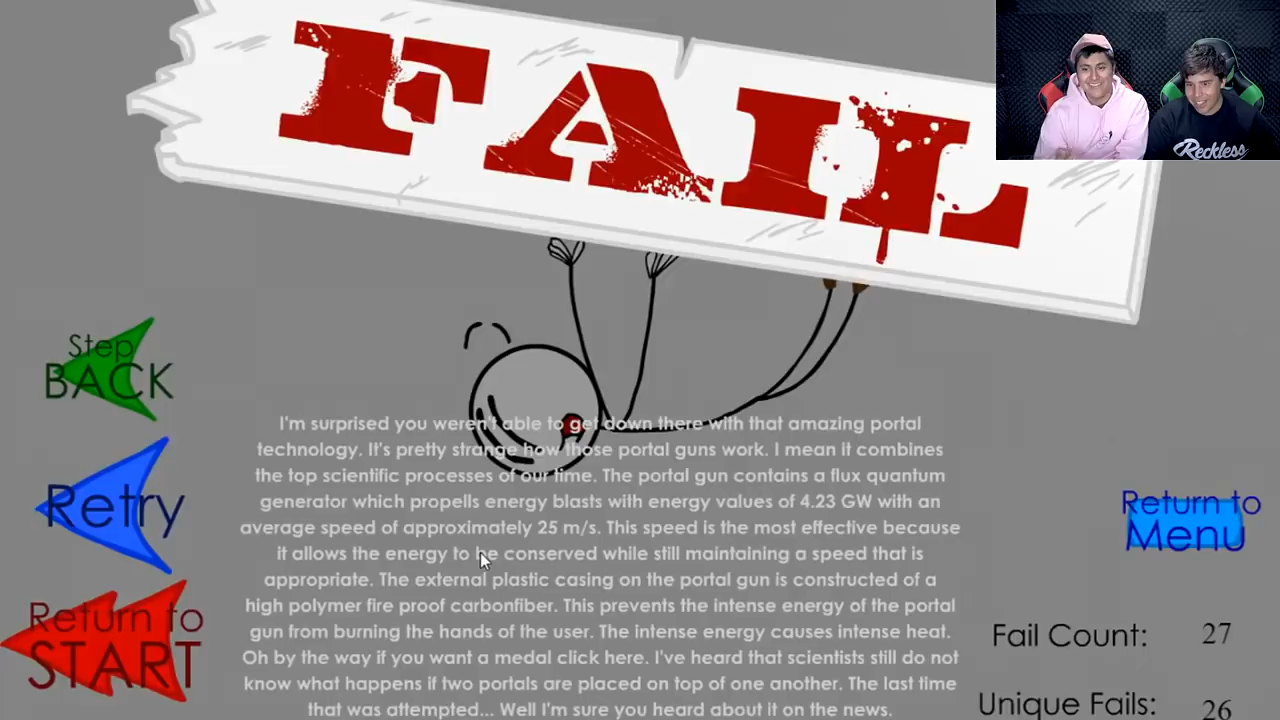 FAIL
Reckless
Step
BACK
Retry
Return to
START
I'm surprised you weren't able to get down there with that amazing portal
technology. It's pretty strange how those portal guns work. I mean it combines
the top scientific processes of our time. The portal gun contains a flux quantum
generator which propells energy blasts with energy values of 4.23 GW with an
average speed of approximately 25 m/s. This speed is the most effective because
it allows the energy to be conserved while still maintaining a speed that is
appropriate. The external plastic casing on the portal gun is constructed of a
high polymer fire proof carbonfiber. This prevents the intense energy of the portal
gun from burning the hands of the user. The intense energy causes intense heat.
Oh by the way if you want a medal click here. I've heard that scientists still do not
know what happens if two portals are placed on top of one another. The last time
that was attempted... Well I'm sure you heard about it on the news.
Return to
Menu
Fail Count: 27
Unique Fails: 26